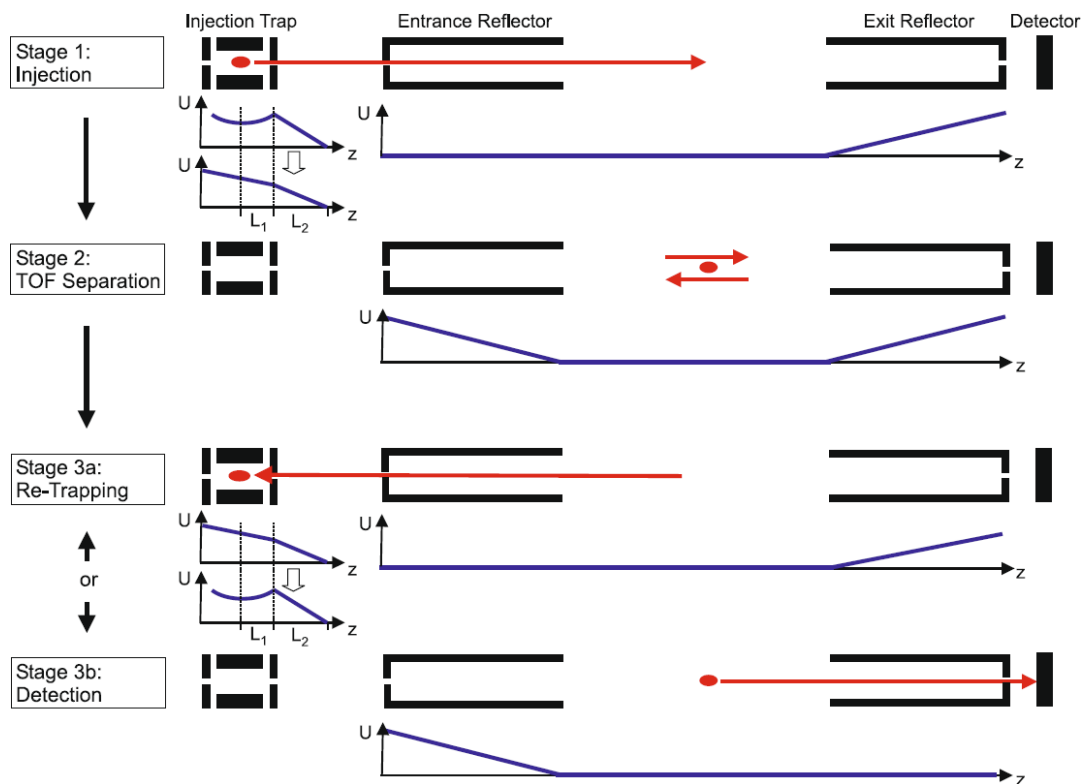 Injection Trap Entrance Reflector Exit Reflector Detector
Stage 1:
Injection
U
z
U
z
L1 L2
U
z
Stage 2:
TOF Separation
U
z
Stage 3a:
Re-Trapping
U
z
U
z
L1 L2
U
z
or
Stage 3b:
Detection
U
z